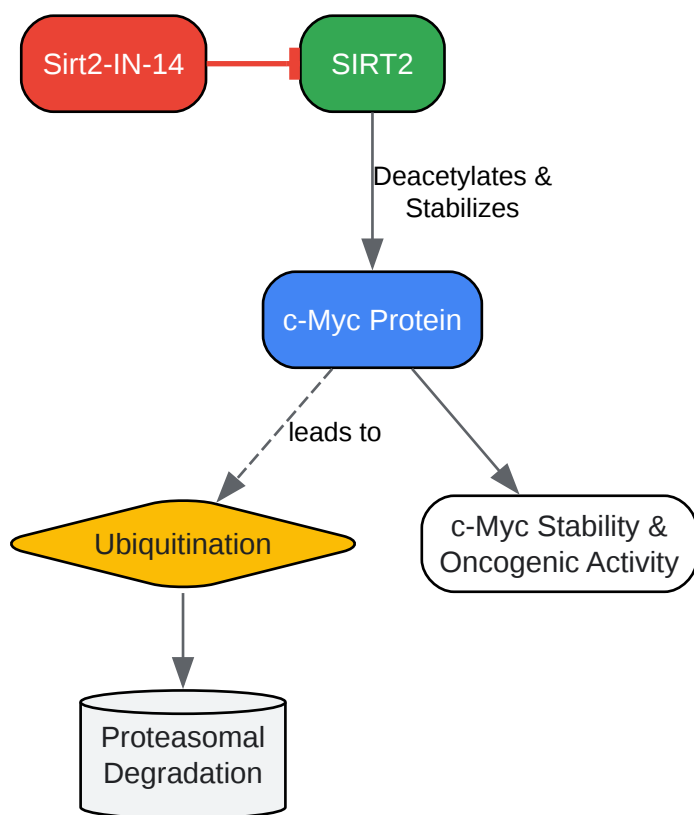 Sirt2-IN-14
SIRT2
Deacetylates &
Stabilizes
c-Myc Protein
leads to
Ubiquitination
c-Myc Stability &
Oncogenic Activity
Proteasomal
Degradation